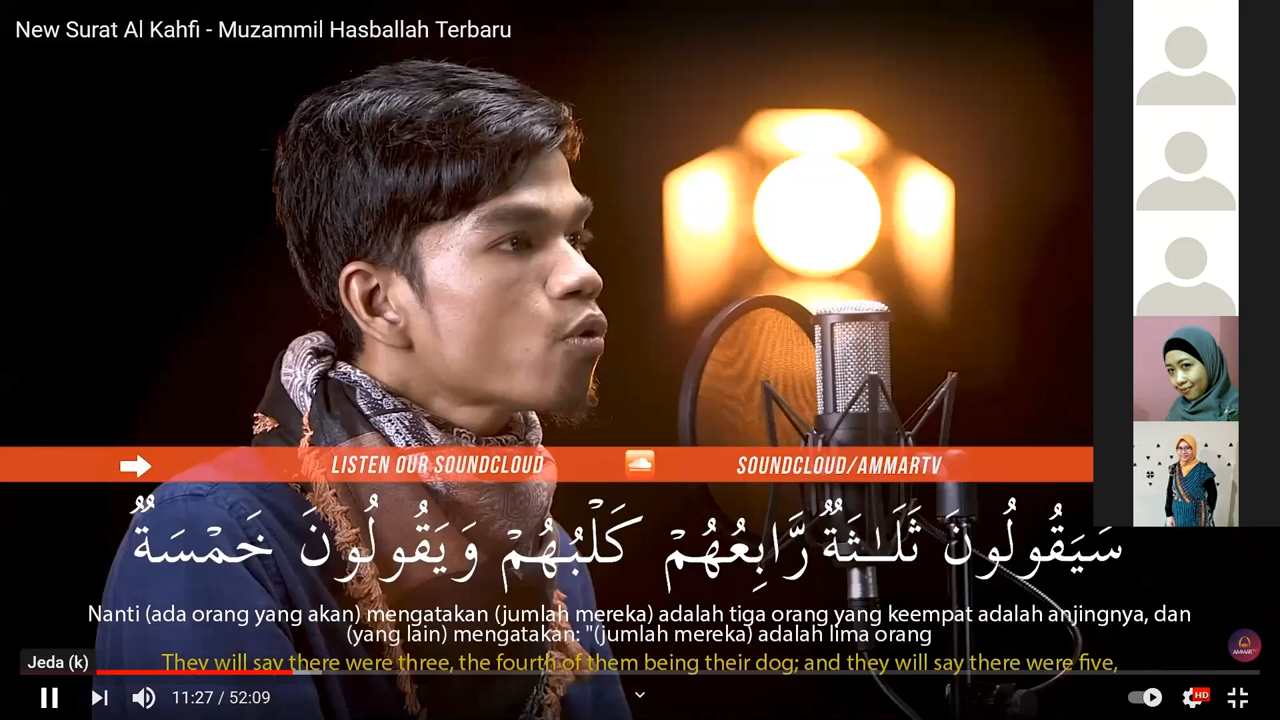 New Surat Al Kahfi - Muzammil Hasballah Terbaru
LISTEN OUR SOUNDCLOUD SOUNDCLOUD/AMMARTV
سَيَقُولُونَ ثَلَـٰثَةٌ رَّابِعُهُمْ كَلْبُهُمْ وَيَقُولُونَ خَمْسَةٌ
Nanti (ada orang yang akan) mengatakan (jumlah mereka) adalah tiga orang yang keempat adalah anjingnya, dan
(yang lain) mengatakan: "(jumlah mereka) adalah lima orang
AMMARTV
Jeda (k)
They will say there were three, the fourth of them being their dog; and they will say there were five,
11:27 / 52:09
HD